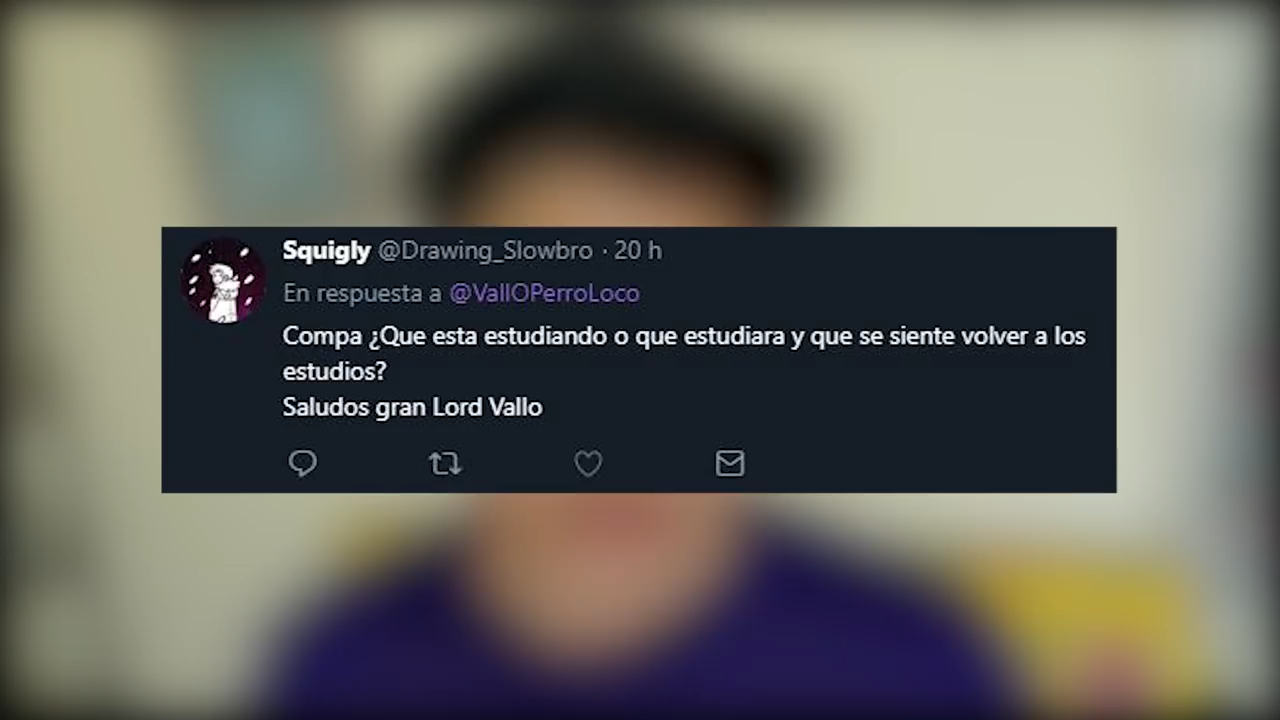 Squigly @Drawing_Slowbro · 20 h
En respuesta a @VallOPerroLoco
Compa ¿Que esta estudiando o que estudiara y que se siente volver a los
estudios?
Saludos gran Lord Vallo